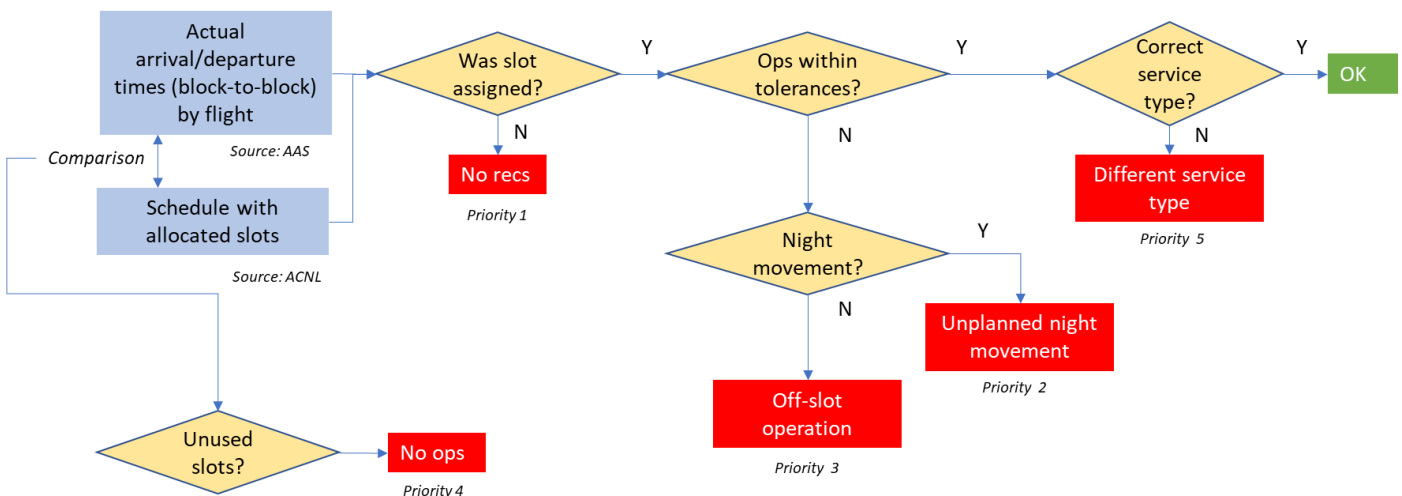 Actual
arrival/departure
times (block-to-block)
by flight
Source: AAS
Comparison
Schedule with
allocated slots
Source: ACNL
Was slot
assigned?
Y
N
No recs
Priority 1
Ops within
tolerances?
Y
N
Correct
service
type?
Y
OK
N
Different service
type
Priority 5
Night
movement?
Y
N
Unplanned night
movement
Priority 2
Off-slot
operation
Priority 3
Unused
slots?
No ops
Priority 4